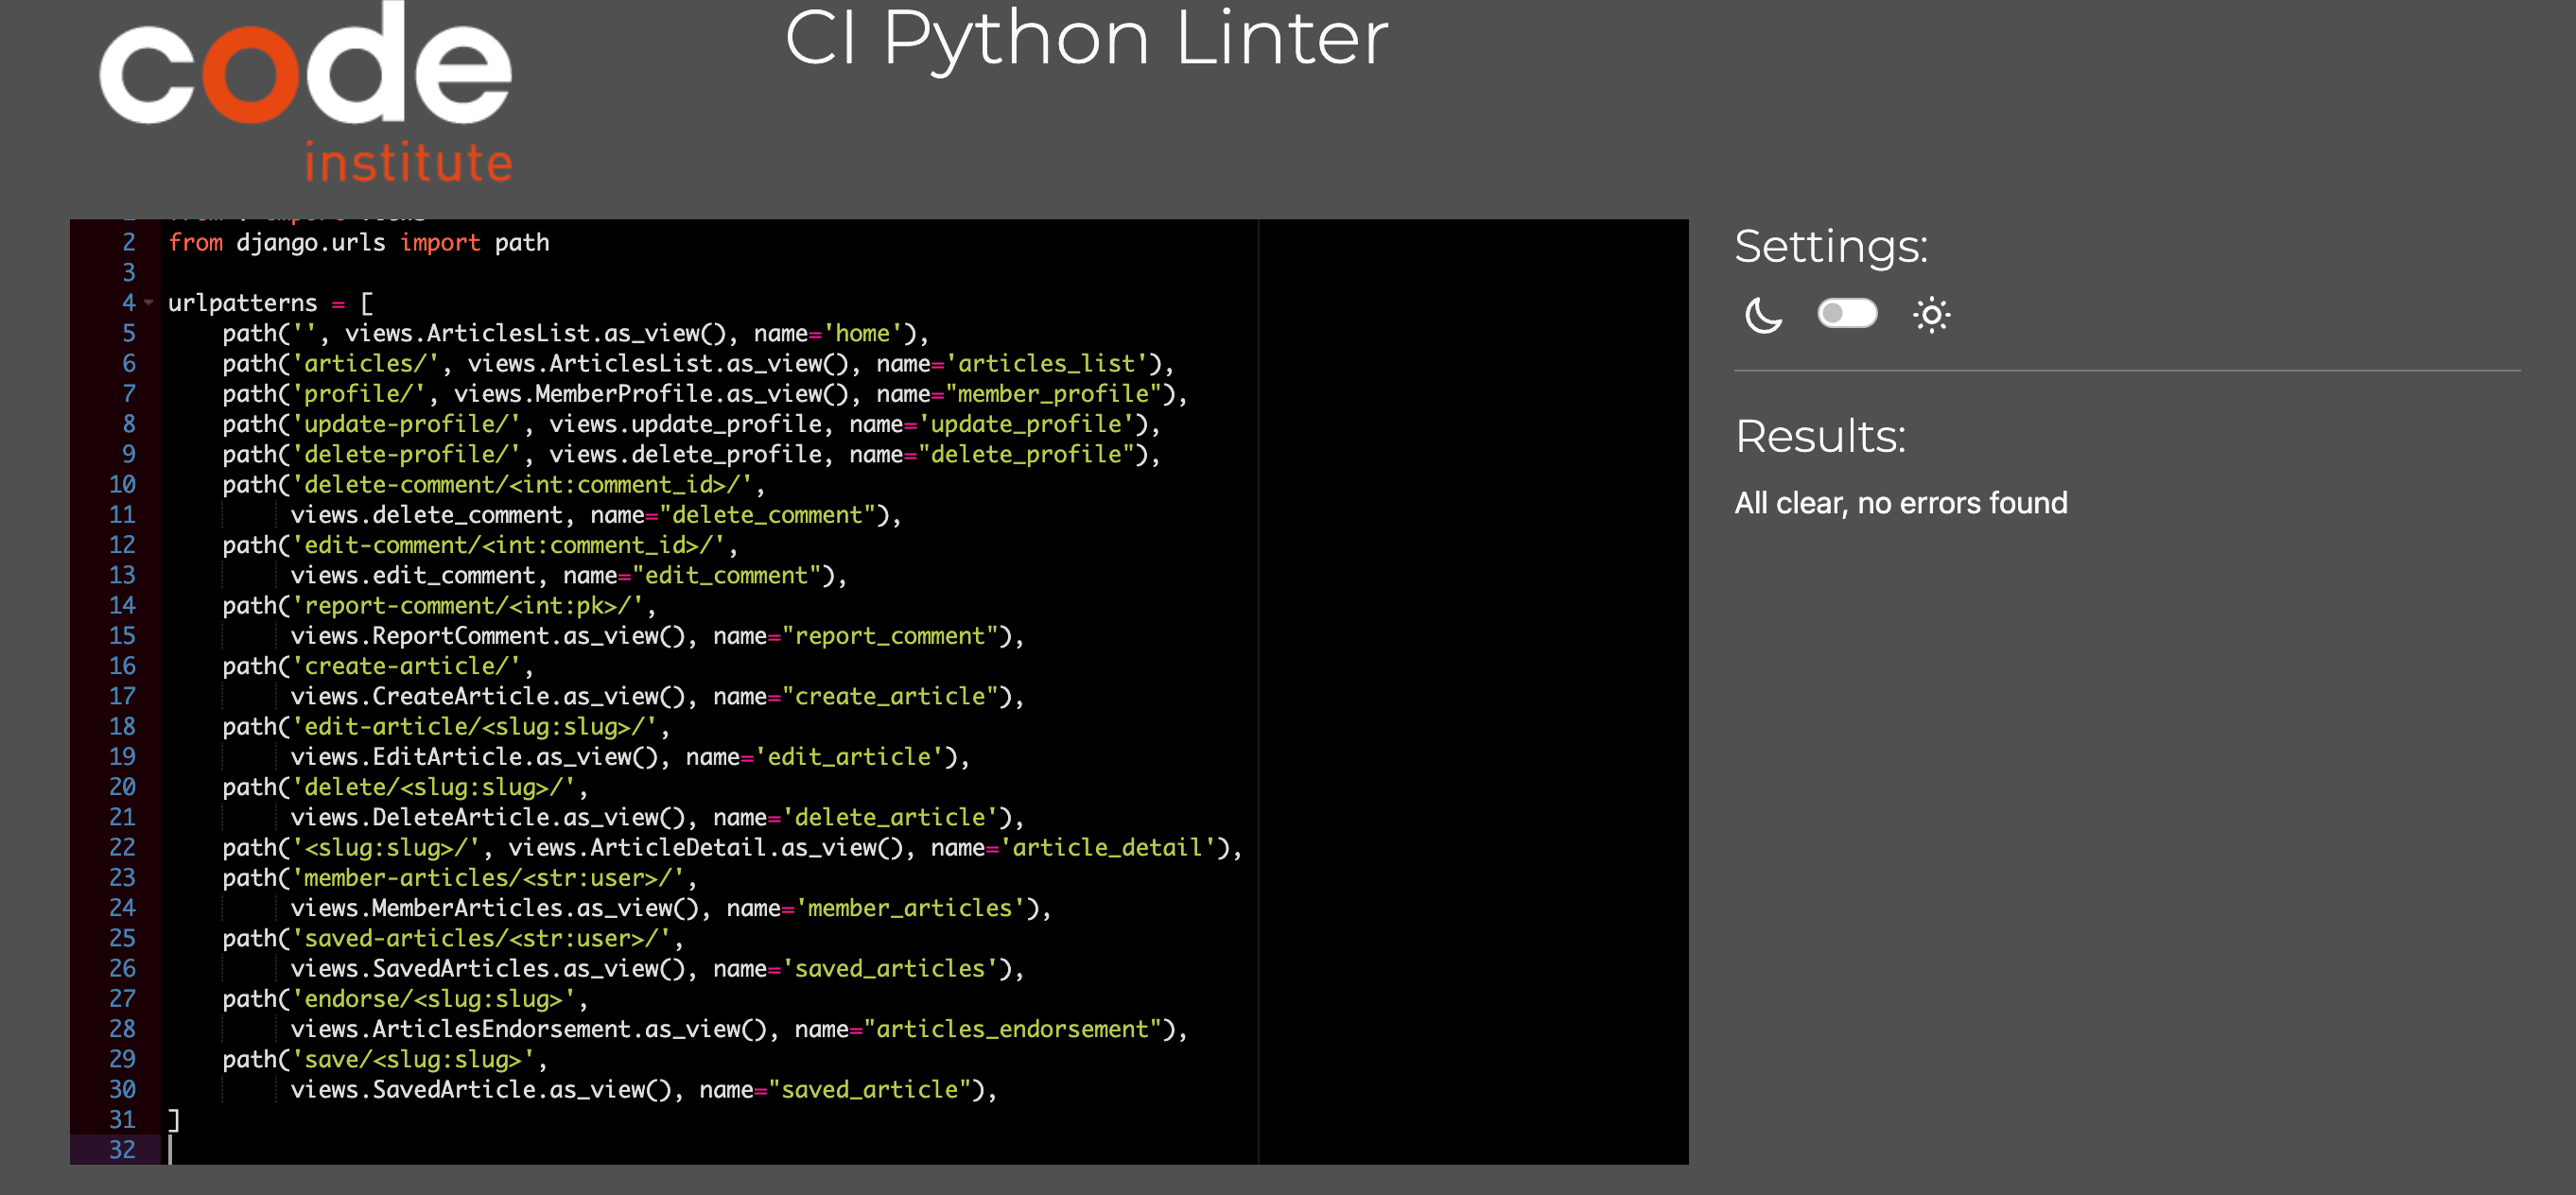 code
institute
CI Python Linter
2 from django.urls import path
3
4 urlpatterns = [
5     path('', views.ArticlesList.as_view(), name='home'),
6     path('articles/', views.ArticlesList.as_view(), name='articles_list'),
7     path('profile/', views.MemberProfile.as_view(), name="member_profile"),
8     path('update-profile/', views.update_profile, name='update_profile'),
9     path('delete-profile/', views.delete_profile, name="delete_profile"),
10     path('delete-comment/<int:comment_id>/',
11          views.delete_comment, name="delete_comment"),
12     path('edit-comment/<int:comment_id>/',
13          views.edit_comment, name="edit_comment"),
14     path('report-comment/<int:pk>/',
15          views.ReportComment.as_view(), name="report_comment"),
16     path('create-article/',
17          views.CreateArticle.as_view(), name="create_article"),
18     path('edit-article/<slug:slug>/',
19          views.EditArticle.as_view(), name='edit_article'),
20     path('delete/<slug:slug>/',
21          views.DeleteArticle.as_view(), name='delete_article'),
22     path('<slug:slug>/', views.ArticleDetail.as_view(), name='article_detail'),
23     path('member-articles/<str:user>/',
24          views.MemberArticles.as_view(), name='member_articles'),
25     path('saved-articles/<str:user>/',
26          views.SavedArticles.as_view(), name='saved_articles'),
27     path('endorse/<slug:slug>',
28          views.ArticlesEndorsement.as_view(), name="articles_endorsement"),
29     path('save/<slug:slug>',
30          views.SavedArticle.as_view(), name="saved_article"),
31 ]
32
Settings:
Results:
All clear, no errors found